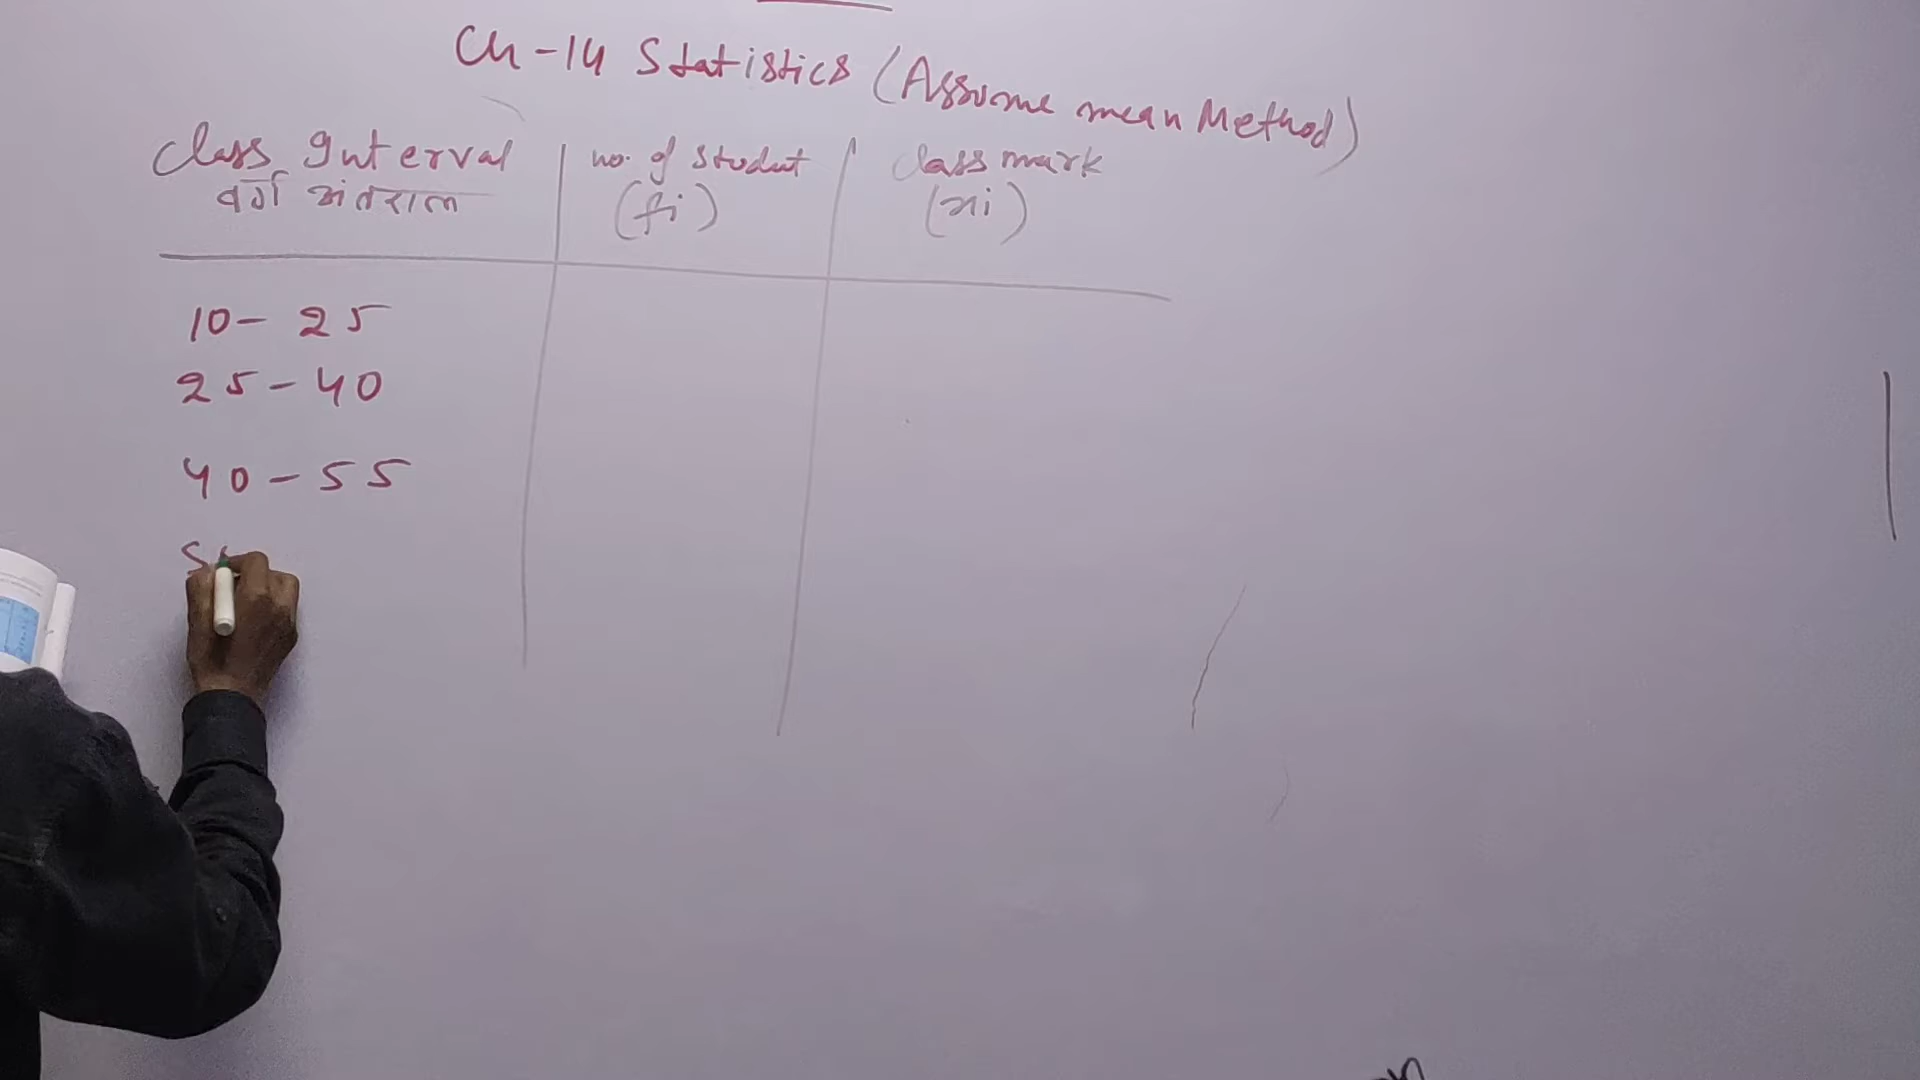 Ch-14 Statistics (Assume mean Method)
Class Interval | no. of Student | Class mark
वर्ग अंतराल | (fi) | (xi)
10- 25
25-40
40-55
55